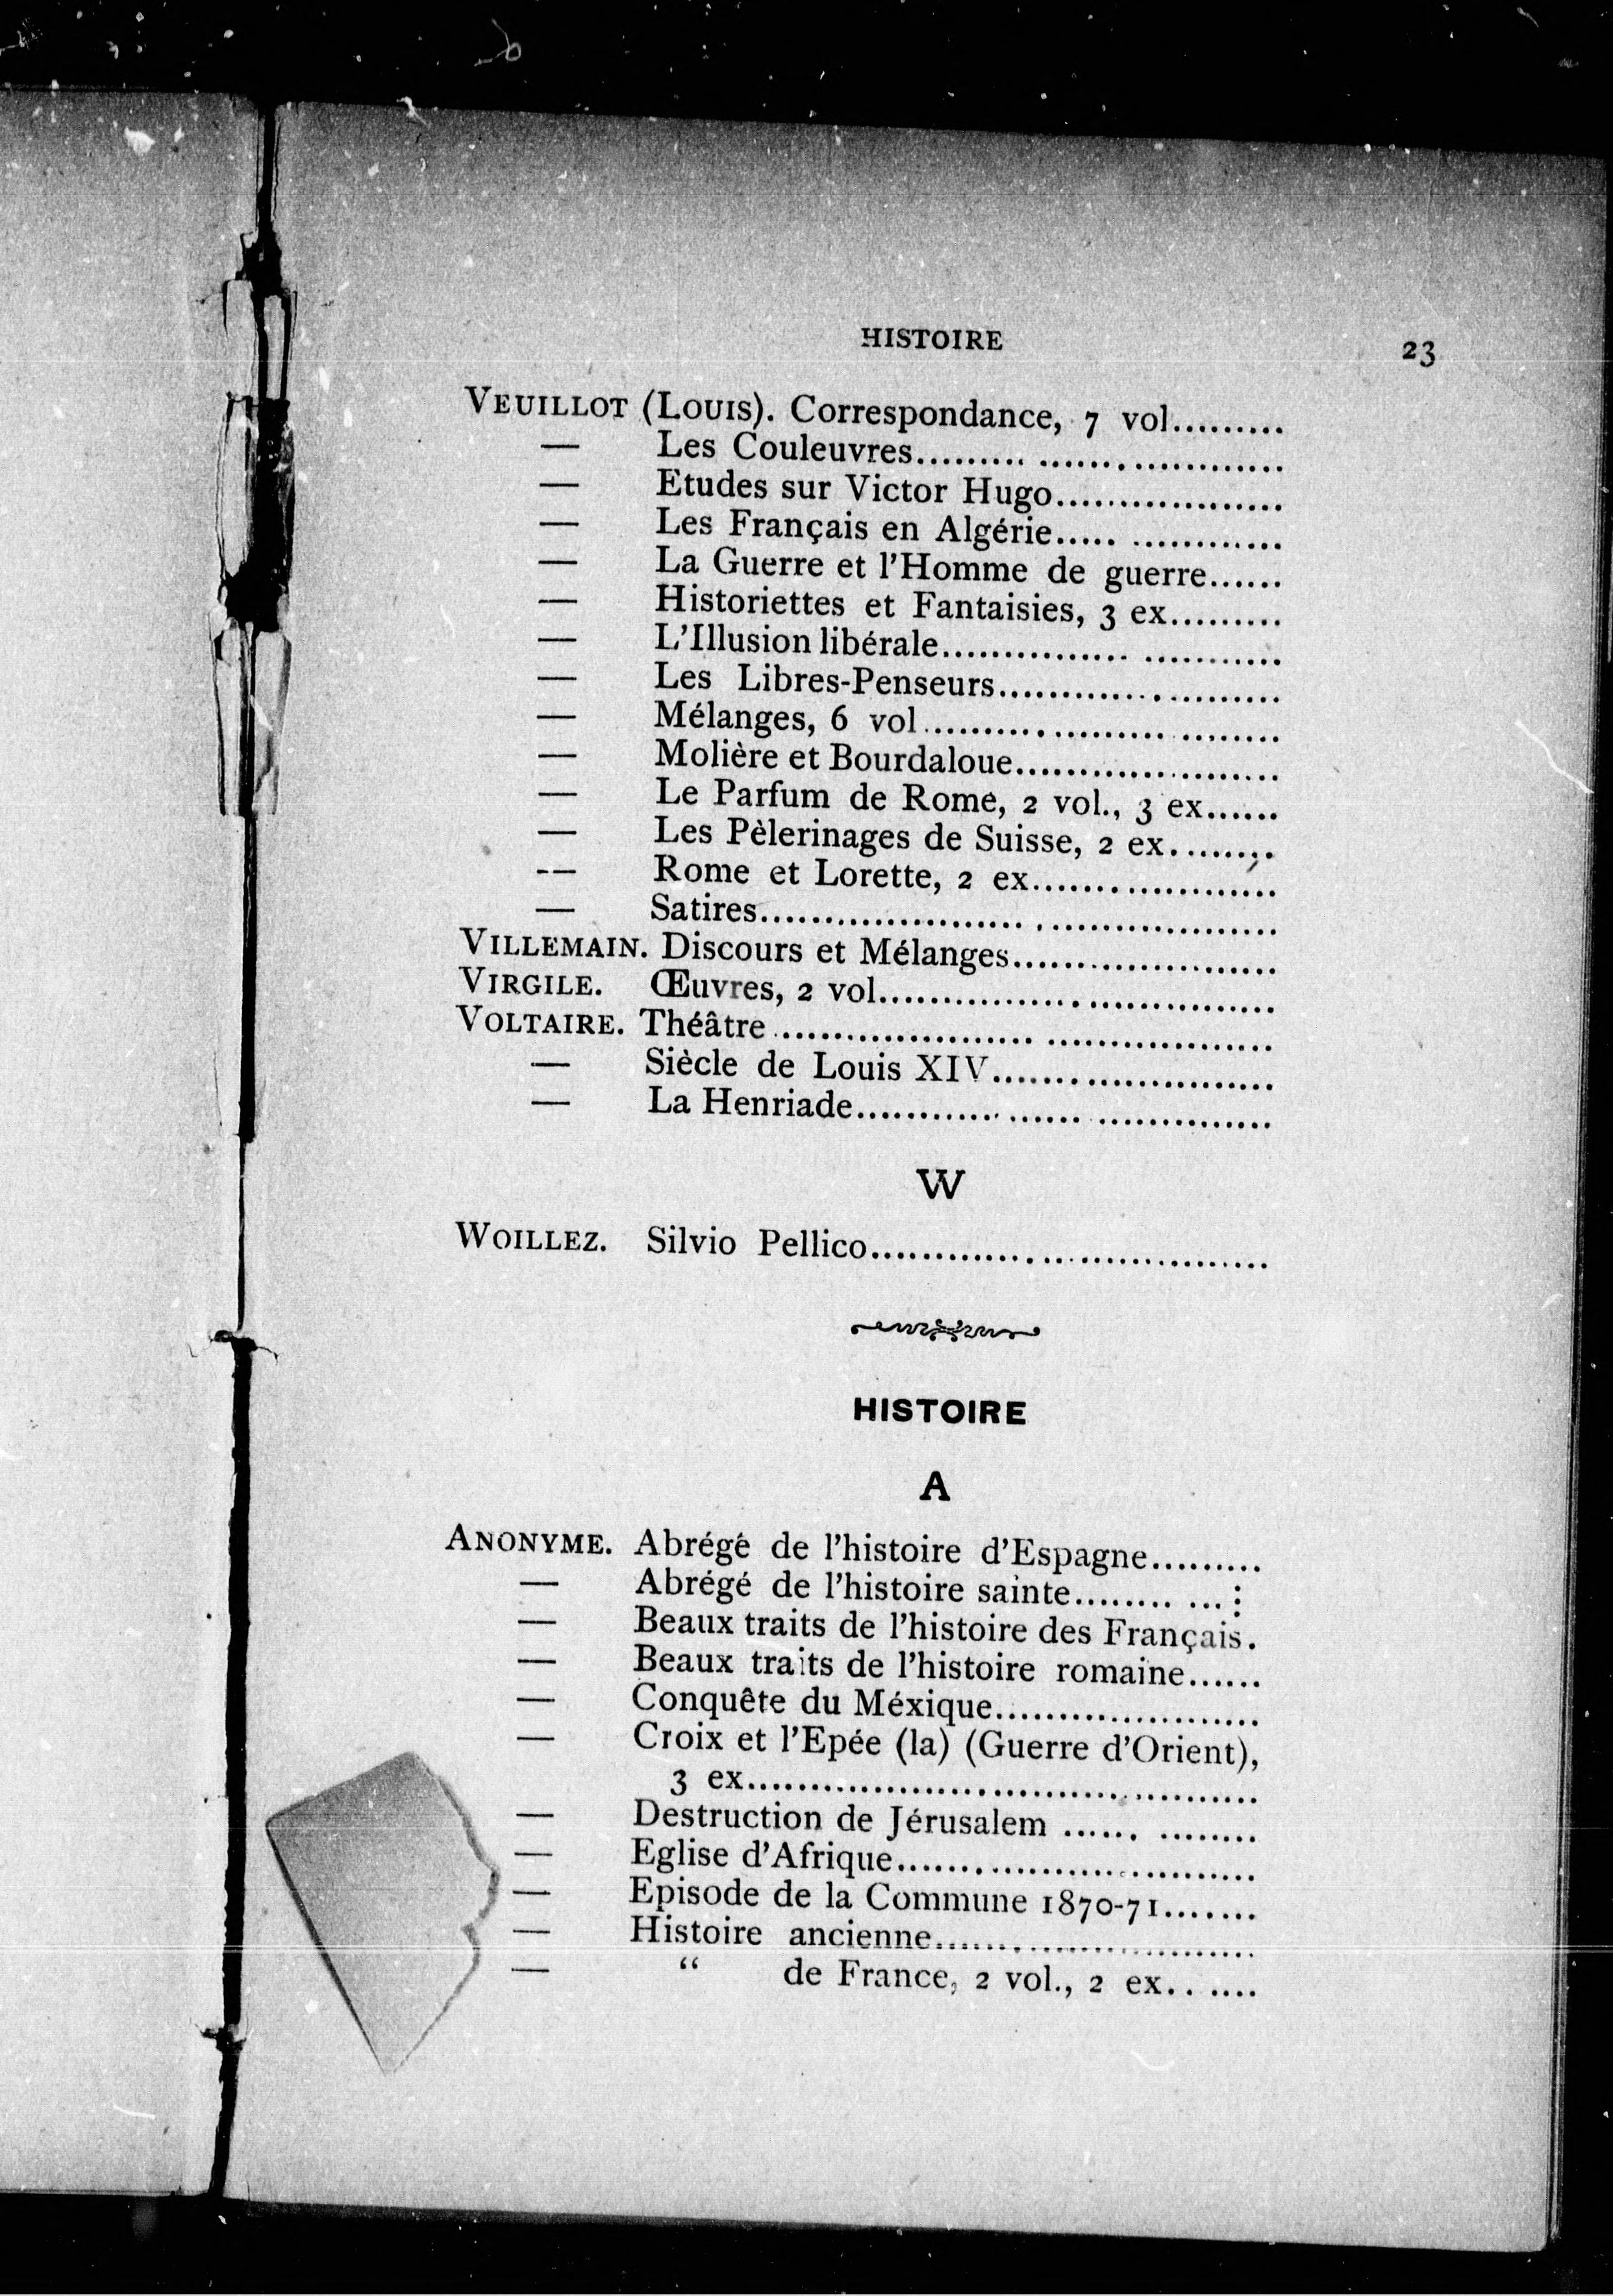 HISTOIRE 23
VEUILLOT (LOUIS). Correspondance, 7 vol.........
— Les Couleuvres..............................
— Etudes sur Victor Hugo..................
— Les Français en Algérie..... ............
— La Guerre et l'Homme de guerre......
— Historiettes et Fantaisies, 3 ex.........
— L'Illusion libérale............... ...........
— Les Libres-Penseurs.......................
— Mélanges, 6 vol............................
— Molière et Bourdaloue.....................
— Le Parfum de Rome, 2 vol., 3 ex......
— Les Pèlerinages de Suisse, 2 ex.........
-— Rome et Lorette, 2 ex....................
— Satires..........................................
VILLEMAIN. Discours et Mélanges.....................
VIRGILE. Œuvres, 2 vol................................
VOLTAIRE. Théâtre .......................................
— Siècle de Louis XIV.......................
— La Henriade............ ...... ..............
W
WOILLEZ. Silvio Pellico................................
HISTOIRE
A
ANONYME. Abrégé de l'histoire d'Espagne.........
— Abrégé de l'histoire sainte........ ...:
— Beaux traits de l'histoire des Français.
— Beaux traits de l'histoire romaine......
— Conquête du Méxique.....................
— Croix et l'Epée (la) (Guerre d'Orient),
3 ex.........................................
— Destruction de Jérusalem ...... ........
— Eglise d'Afrique.............................
— Episode de la Commune 1870-71.......
— Histoire ancienne..........................
— “ de France, 2 vol., 2 ex.. ....